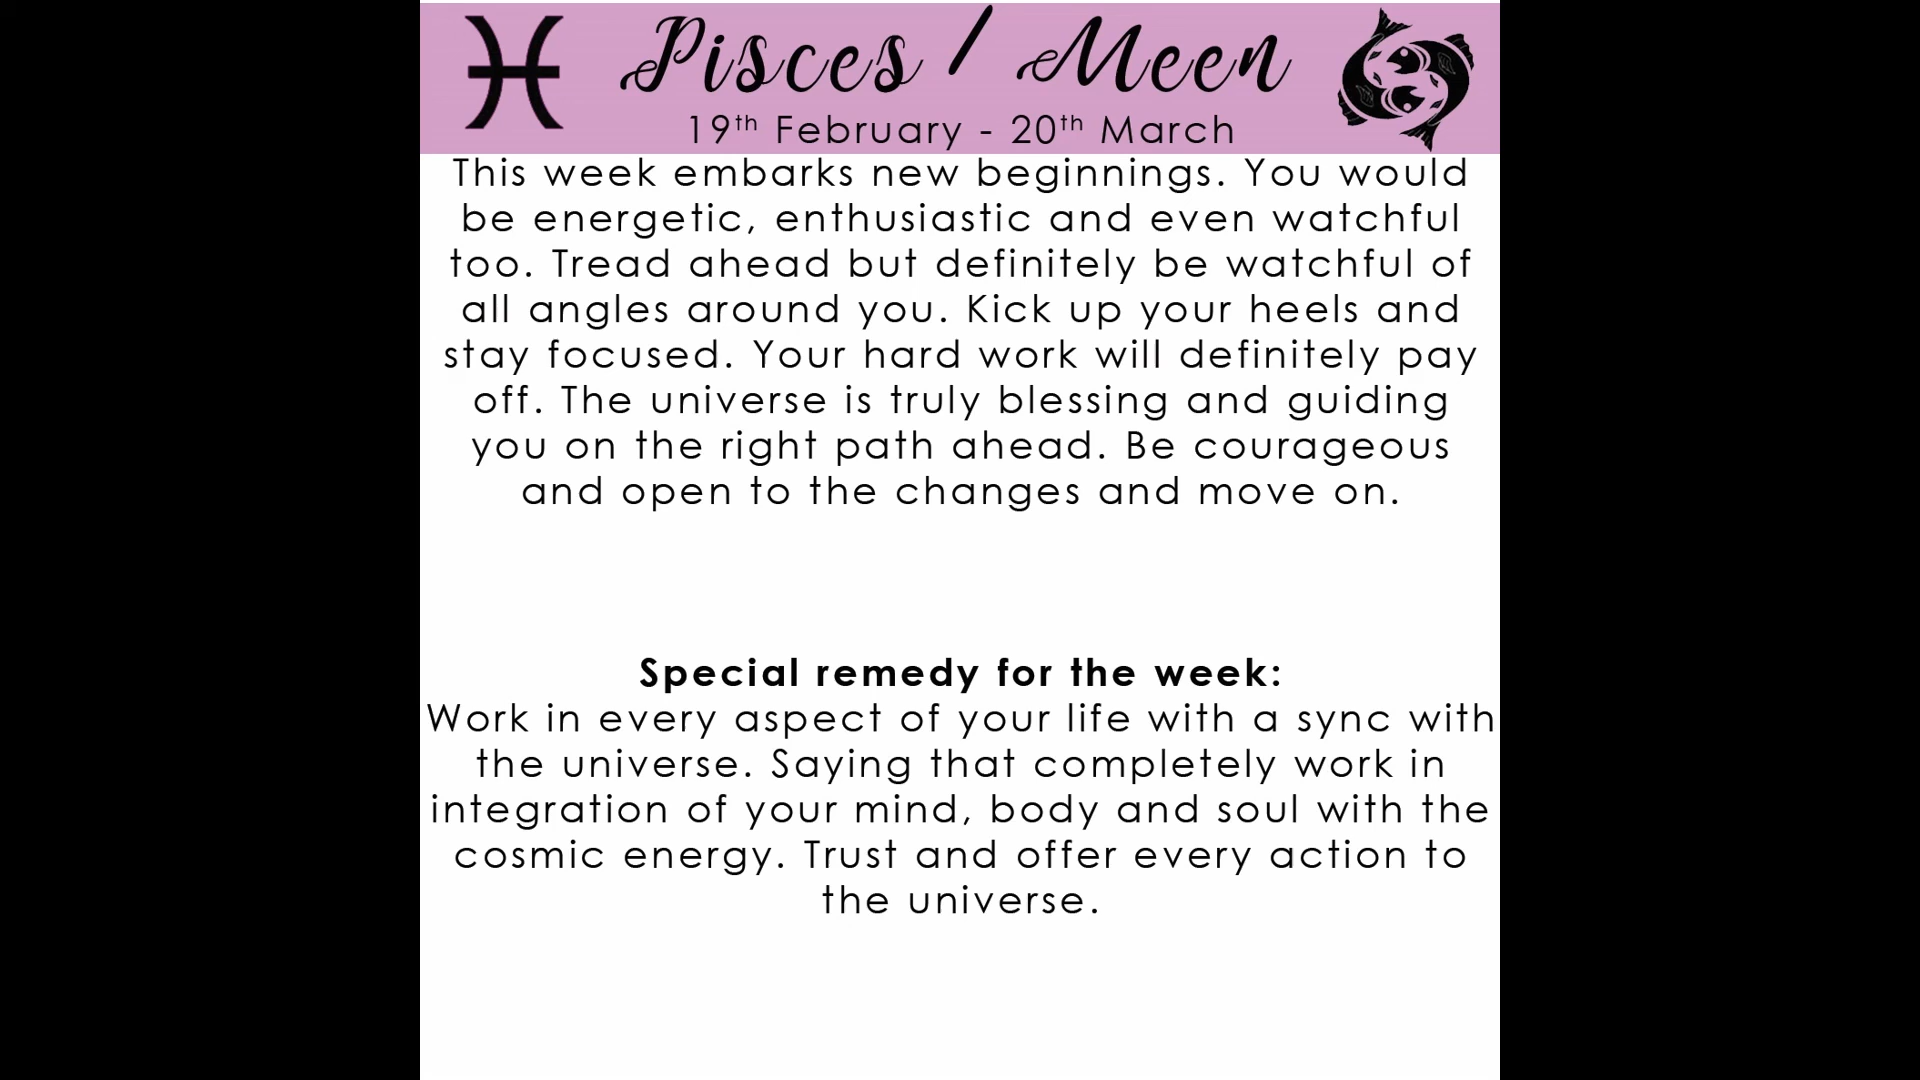 Pisces / Meen
19th February - 20th March
This week embarks new beginnings. You would
be energetic, enthusiastic and even watchful
too. Tread ahead but definitely be watchful of
all angles around you. Kick up your heels and
stay focused. Your hard work will definitely pay
off. The universe is truly blessing and guiding
you on the right path ahead. Be courageous
and open to the changes and move on.
Special remedy for the week:
Work in every aspect of your life with a sync with
the universe. Saying that completely work in
integration of your mind, body and soul with the
cosmic energy. Trust and offer every action to
the universe.